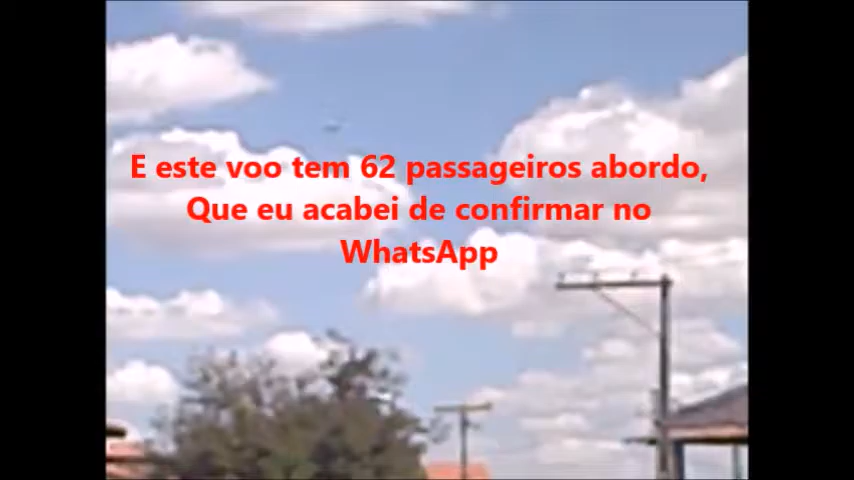 E este voo tem 62 passageiros abordo,
Que eu acabei de confirmar no
WhatsApp